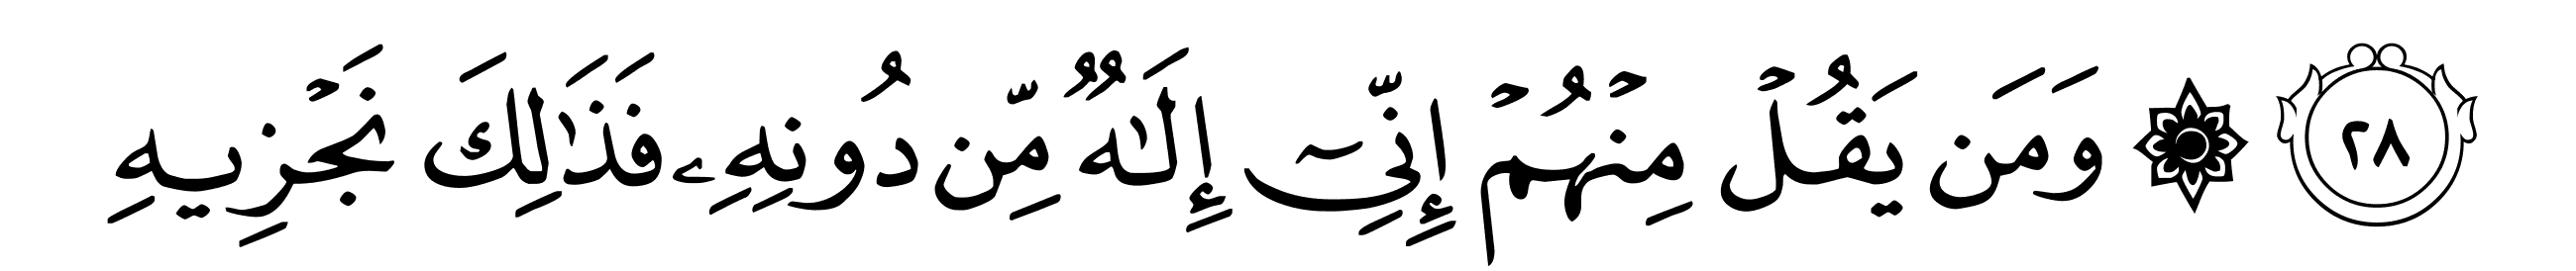 ٢٨ ۞ وَمَن يَقُلۡ مِنۡهُمۡ إِنِّيٓ إِلَٰهٞ مِّن دُونِهِۦ فَذَٰلِكَ نَجۡزِيهِ